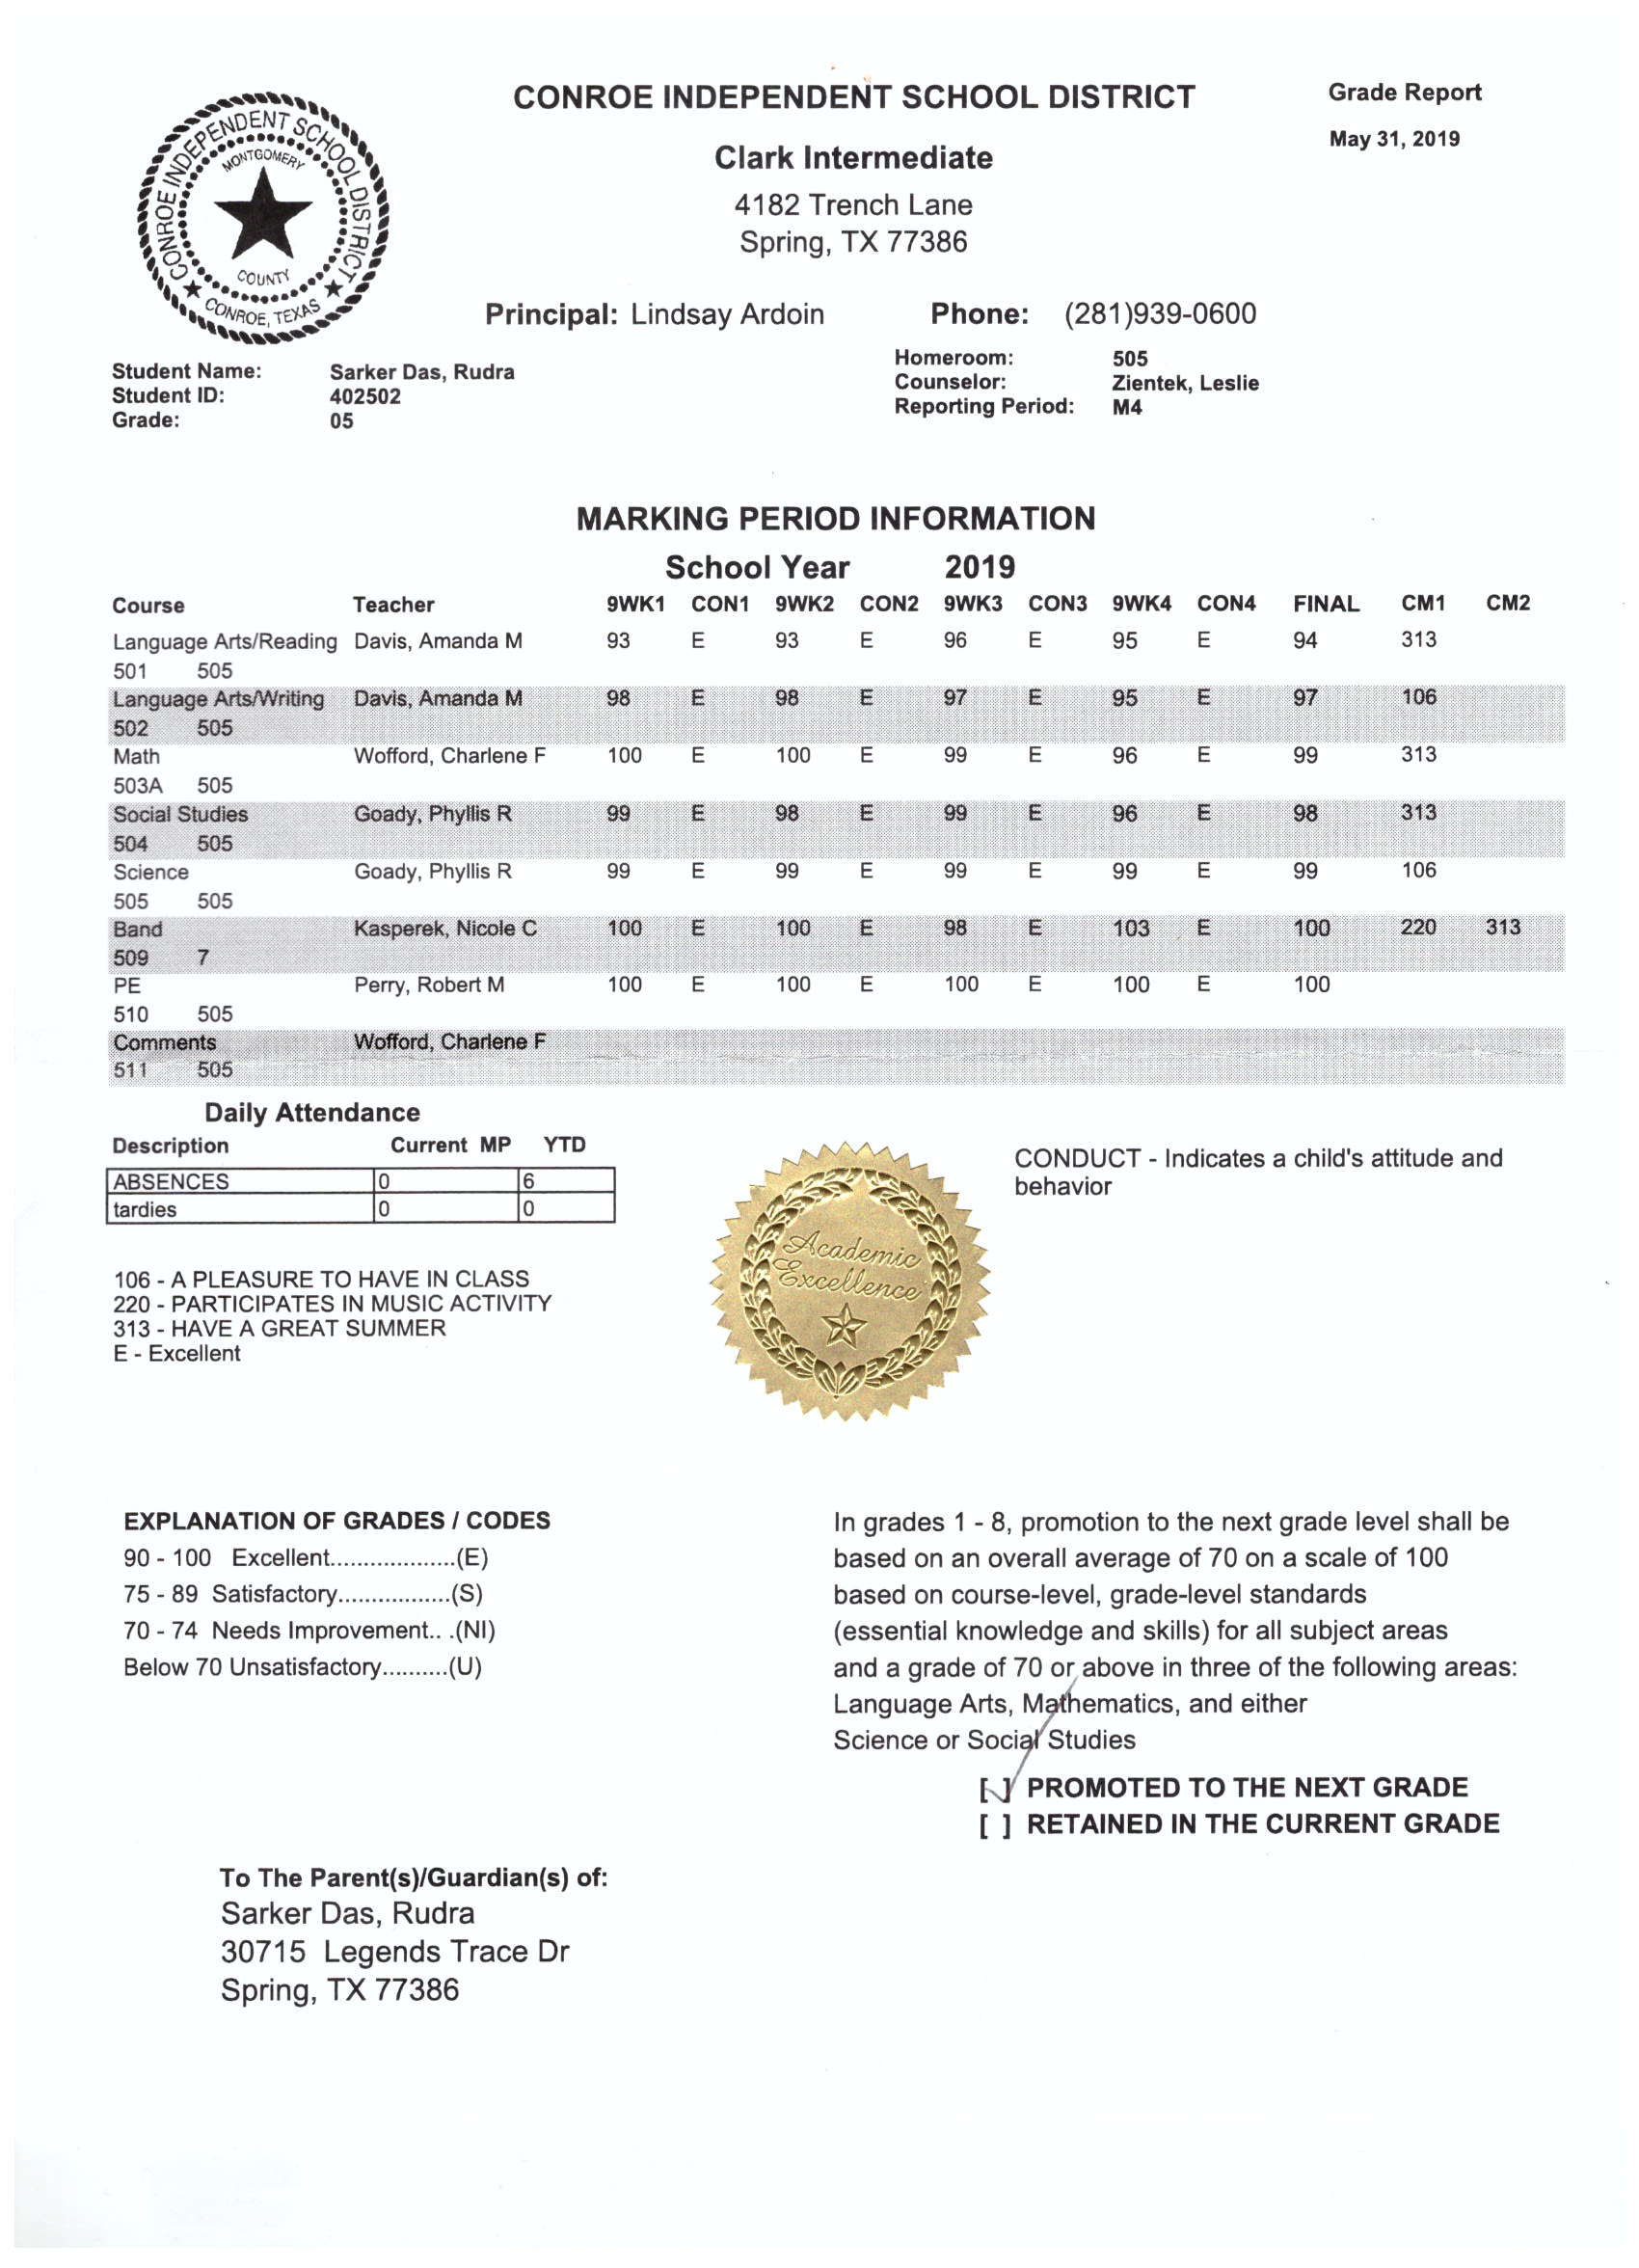 CONROE INDEPENDENT SCHOOL DISTRICT
Grade Report
May 31, 2019
Clark Intermediate
4182 Trench Lane
Spring, TX 77386
CONROE INDEPENDENT SCHOOL DISTRICT
MONTGOMERY
COUNTY
CONROE, TEXAS
Principal: Lindsay Ardoin Phone: (281)939-0600
Student Name: Sarker Das, Rudra
Student ID: 402502
Grade: 05
Homeroom: 505
Counselor: Zientek, Leslie
Reporting Period: M4
MARKING PERIOD INFORMATION
School Year 2019
Course Teacher 9WK1 CON1 9WK2 CON2 9WK3 CON3 9WK4 CON4 FINAL CM1 CM2
Language Arts/Reading Davis, Amanda M 93 E 93 E 96 E 95 E 94 313
501 505
Language Arts/Writing Davis, Amanda M 98 E 98 E 97 E 95 E 97 106
502 505
Math Wofford, Charlene F 100 E 100 E 99 E 96 E 99 313
503A 505
Social Studies Goady, Phyllis R 99 E 98 E 99 E 96 E 98 313
504 505
Science Goady, Phyllis R 99 E 99 E 99 E 99 E 99 106
505 505
Band Kasperek, Nicole C 100 E 100 E 98 E 103 E 100 220 313
509 7
PE Perry, Robert M 100 E 100 E 100 E 100 E 100
510 505
Comments Wofford, Charlene F
511 505
Daily Attendance
Description Current MP YTD
ABSENCES 0 6
tardies 0 0
CONDUCT - Indicates a child's attitude and
behavior
Academic
Excellence
106 - A PLEASURE TO HAVE IN CLASS
220 - PARTICIPATES IN MUSIC ACTIVITY
313 - HAVE A GREAT SUMMER
E - Excellent
EXPLANATION OF GRADES / CODES
90 - 100 Excellent..................(E)
75 - 89 Satisfactory.................(S)
70 - 74 Needs Improvement.. .(NI)
Below 70 Unsatisfactory..........(U)
In grades 1 - 8, promotion to the next grade level shall be
based on an overall average of 70 on a scale of 100
based on course-level, grade-level standards
(essential knowledge and skills) for all subject areas
and a grade of 70 or above in three of the following areas:
Language Arts, Mathematics, and either
Science or Social Studies
[✓] PROMOTED TO THE NEXT GRADE
[ ] RETAINED IN THE CURRENT GRADE
To The Parent(s)/Guardian(s) of:
Sarker Das, Rudra
30715 Legends Trace Dr
Spring, TX 77386